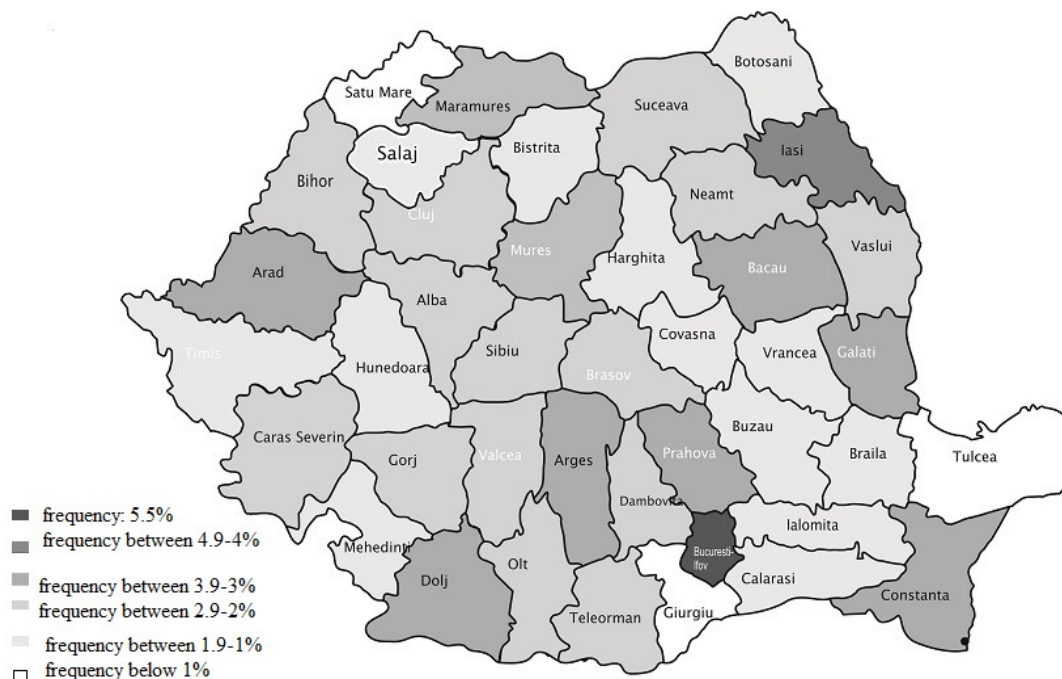 Botosani
Satu Mare
Maramures
Suceava
Salaj
Bistrita
Iasi
Bihor
Cluj
Neamt
Mures
Harghita
Bacau
Vaslui
Arad
Alba
Timis
Hunedoara
Sibiu
Brasov
Covasna
Vrancea
Galati
Caras Severin
Gorj
Valcea
Arges
Prahova
Buzau
Braila
Tulcea
Dambovita
Mehedinti
Dolj
Olt
Teleorman
Giurgiu
Bucuresti-
Ilfov
Ialomita
Calarasi
Constanta
frequency: 5.5%
frequency between 4.9-4%
frequency between 3.9-3%
frequency between 2.9-2%
frequency between 1.9-1%
frequency below 1%